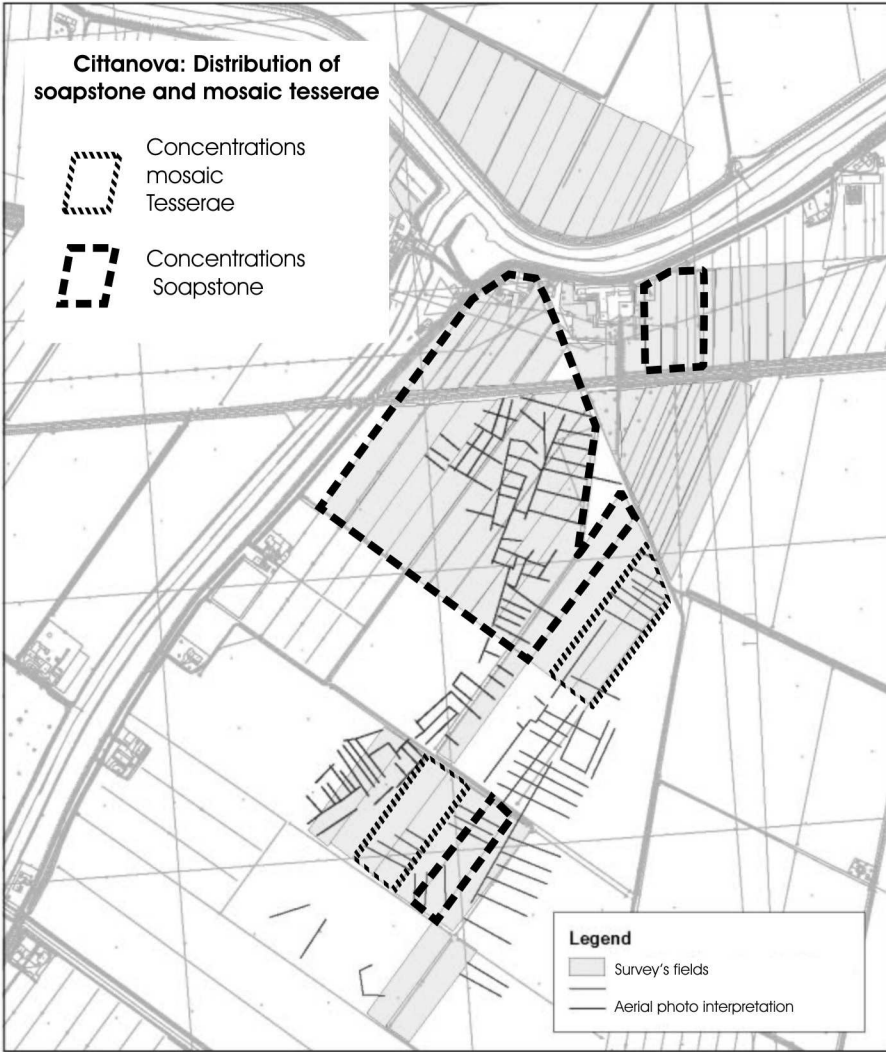 Cittanova: Distribution of
soapstone and mosaic tesserae
Concentrations
mosaic
Tesserae
Concentrations
Soapstone
Legend
Survey's fields
Aerial photo interpretation